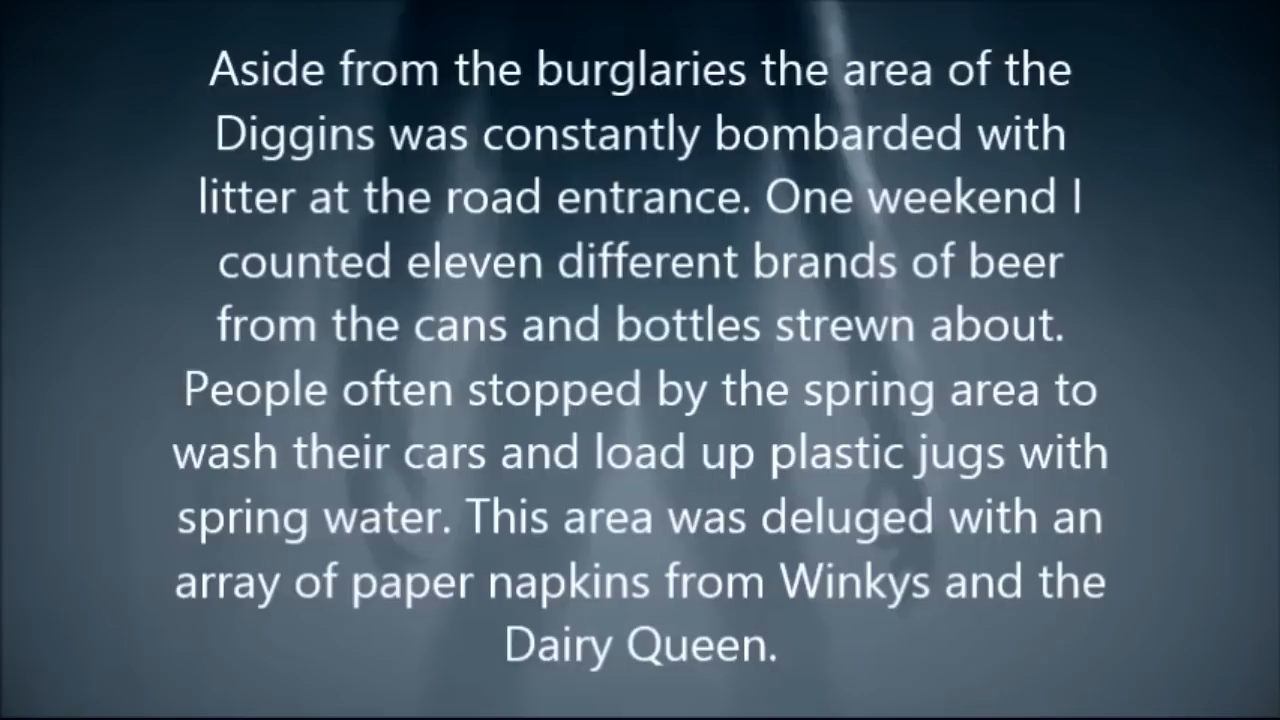 Aside from the burglaries the area of the
Diggins was constantly bombarded with
litter at the road entrance. One weekend I
counted eleven different brands of beer
from the cans and bottles strewn about.
People often stopped by the spring area to
wash their cars and load up plastic jugs with
spring water. This area was deluged with an
array of paper napkins from Winkys and the
Dairy Queen.